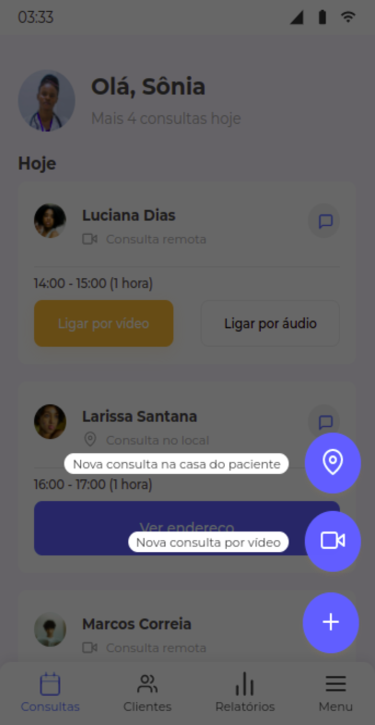 03:33
Olá, Sônia
Mais 4 consultas hoje
Hoje
Luciana Dias
Consulta remota
14:00 - 15:00 (1 hora)
Ligar por vídeo
Ligar por áudio
Larissa Santana
Consulta no local
Nova consulta na casa do paciente
16:00 - 17:00 (1 hora)
Ver endereço
Nova consulta por vídeo
Marcos Correia
Consulta remota
Consultas
Clientes
Relatórios
Menu